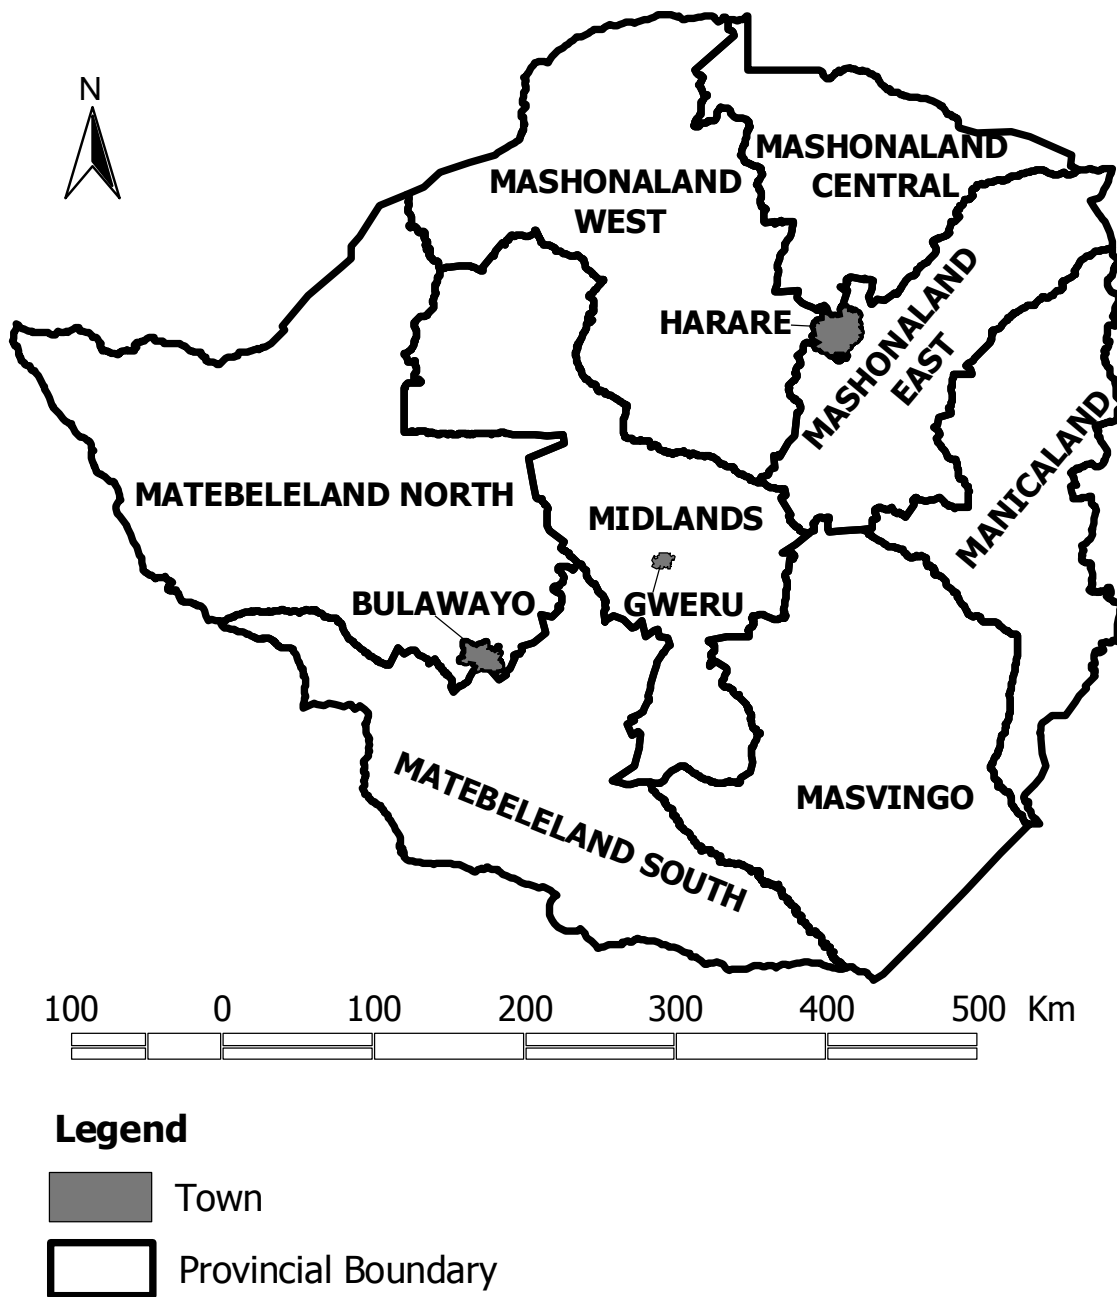 N
MASHONALAND
CENTRAL
MASHONALAND
WEST
HARARE
MASHONALAND
EAST
MANICALAND
MATEBELELAND NORTH
MIDLANDS
BULAWAYO
GWERU
MATEBELELAND SOUTH
MASVINGO
100 0 100 200 300 400 500 Km
Legend
Town
Provincial Boundary